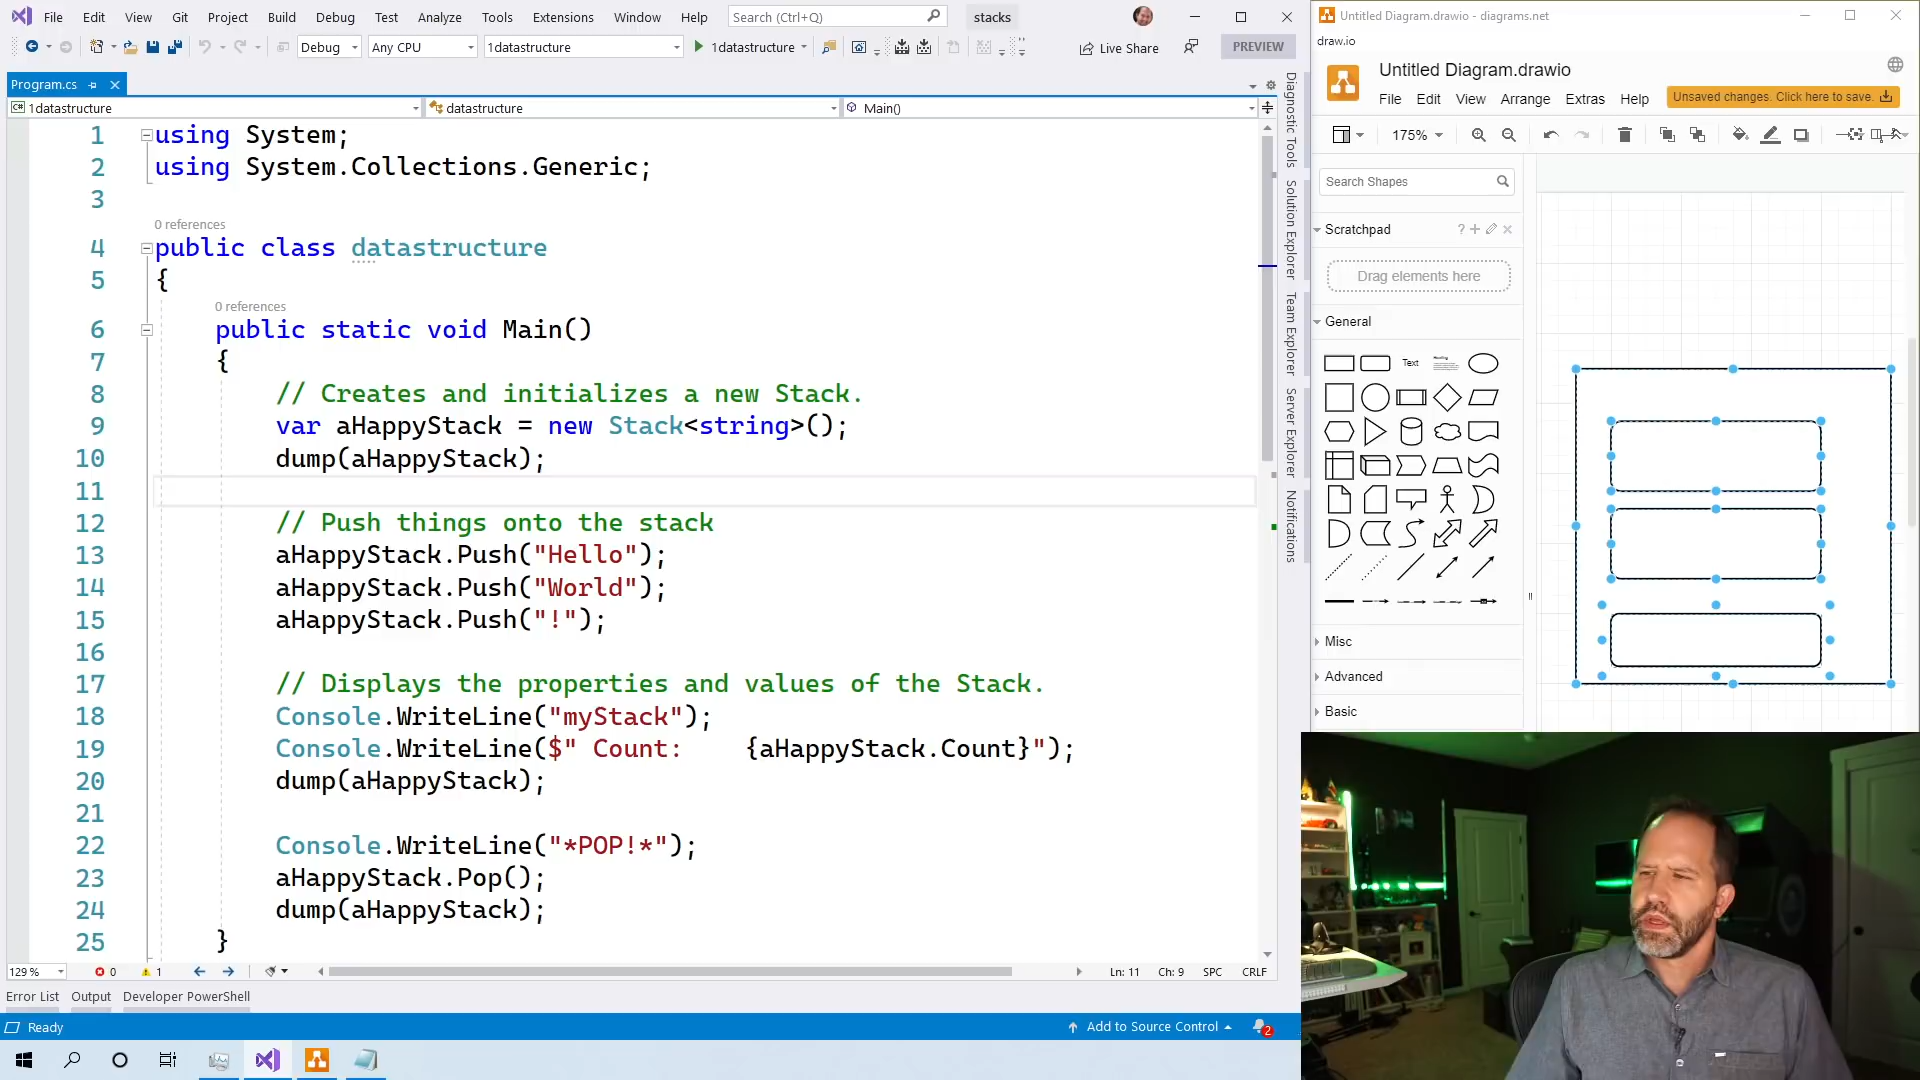 File Edit View Git Project Build Debug Test Analyze Tools Extensions Window Help Search (Ctrl+Q) stacks
Debug Any CPU 1datastructure 1datastructure Live Share PREVIEW
Program.cs
1datastructure datastructure Main()
1 using System;
2 using System.Collections.Generic;
3
0 references
4 public class datastructure
5 {
0 references
6 public static void Main()
7 {
8 // Creates and initializes a new Stack.
9 var aHappyStack = new Stack<string>();
10 dump(aHappyStack);
11
12 // Push things onto the stack
13 aHappyStack.Push("Hello");
14 aHappyStack.Push("World");
15 aHappyStack.Push("!");
16
17 // Displays the properties and values of the Stack.
18 Console.WriteLine("myStack");
19 Console.WriteLine($" Count:    {aHappyStack.Count}");
20 dump(aHappyStack);
21
22 Console.WriteLine("*POP!*");
23 aHappyStack.Pop();
24 dump(aHappyStack);
25 }
129 % 0 1 Ln: 11 Ch: 9 SPC CRLF
Error List Output Developer PowerShell
Ready Add to Source Control 2
Diagnostic Tools
Solution Explorer
Team Explorer
Server Explorer
Notifications
Untitled Diagram.drawio - diagrams.net
draw.io
Untitled Diagram.drawio
File Edit View Arrange Extras Help Unsaved changes. Click here to save.
175%
Search Shapes
Scratchpad ?
Drag elements here
General
Text
Heading
Misc
Advanced
Basic